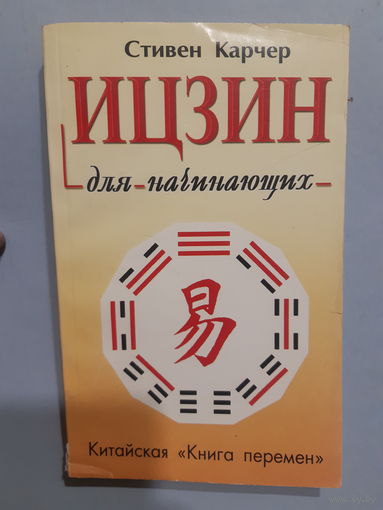 Стивен Карчер
ИЦЗИН
для начинающих
易
Китайская «Книга перемен»